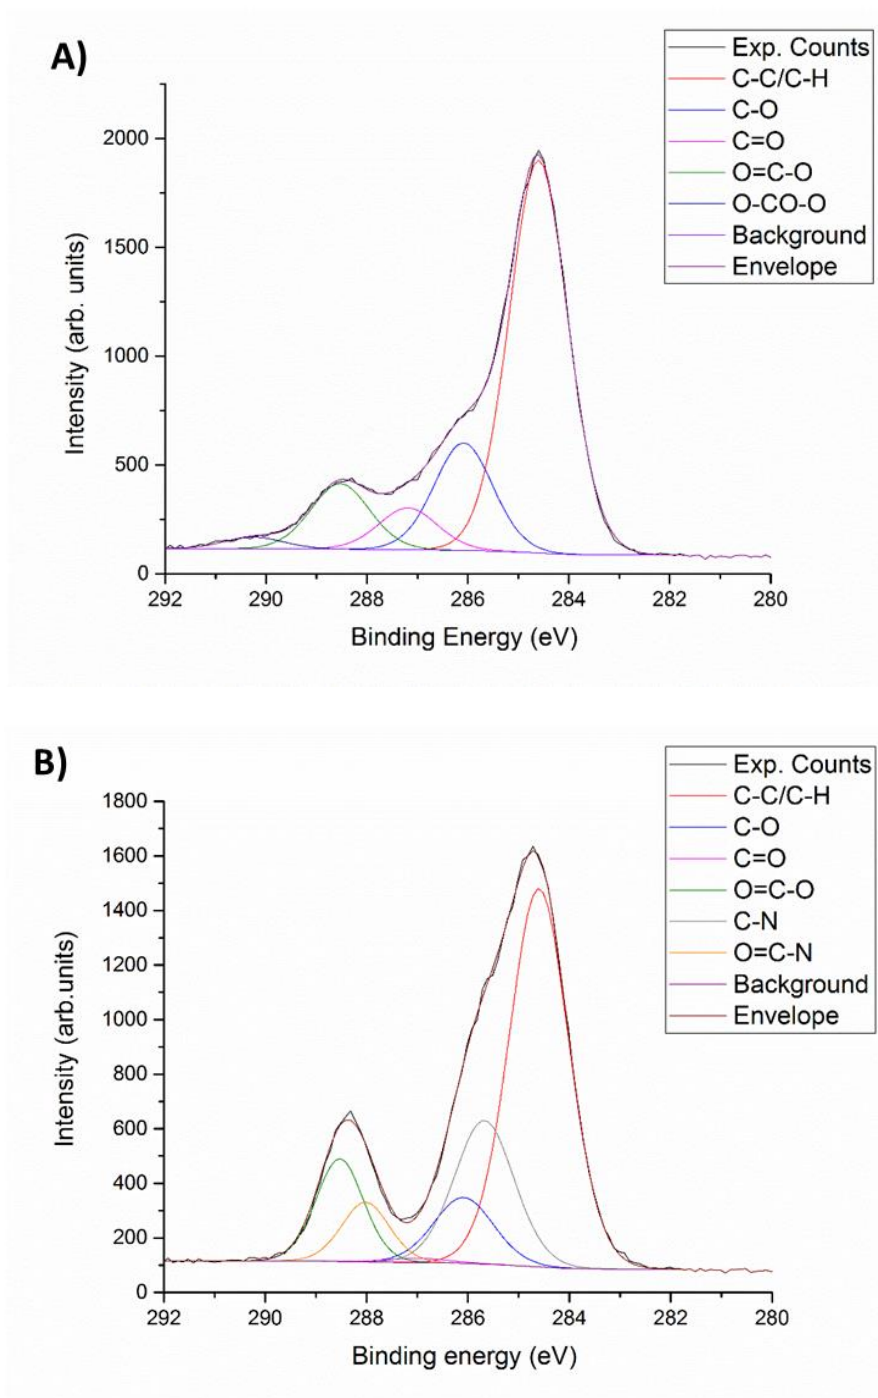 A)
Exp. Counts
C-C/C-H
C-O
C=O
O=C-O
O-CO-O
Background
Envelope
2000
1500
1000
500
0
Intensity (arb. units)
292 290 288 286 284 282 280
Binding Energy (eV)
B)
Exp. Counts
C-C/C-H
C-O
C=O
O=C-O
C-N
O=C-N
Background
Envelope
1800
1600
1400
1200
1000
800
600
400
200
0
Intensity (arb.units)
292 290 288 286 284 282 280
Binding energy (eV)